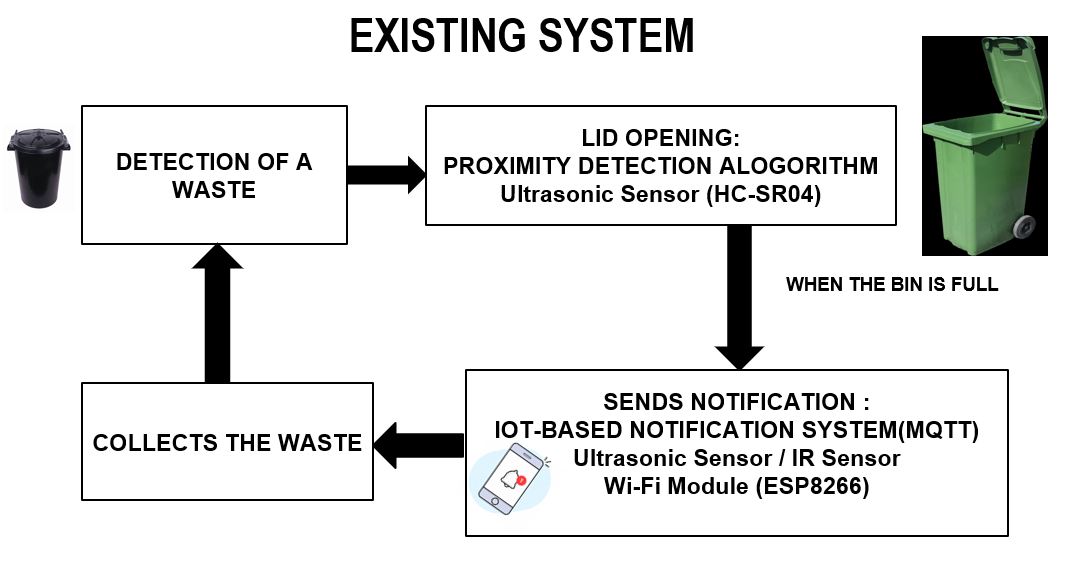 EXISTING SYSTEM
DETECTION OF A
WASTE
LID OPENING:
PROXIMITY DETECTION ALOGORITHM
Ultrasonic Sensor (HC-SR04)
WHEN THE BIN IS FULL
SENDS NOTIFICATION :
IOT-BASED NOTIFICATION SYSTEM(MQTT)
Ultrasonic Sensor / IR Sensor
Wi-Fi Module (ESP8266)
COLLECTS THE WASTE